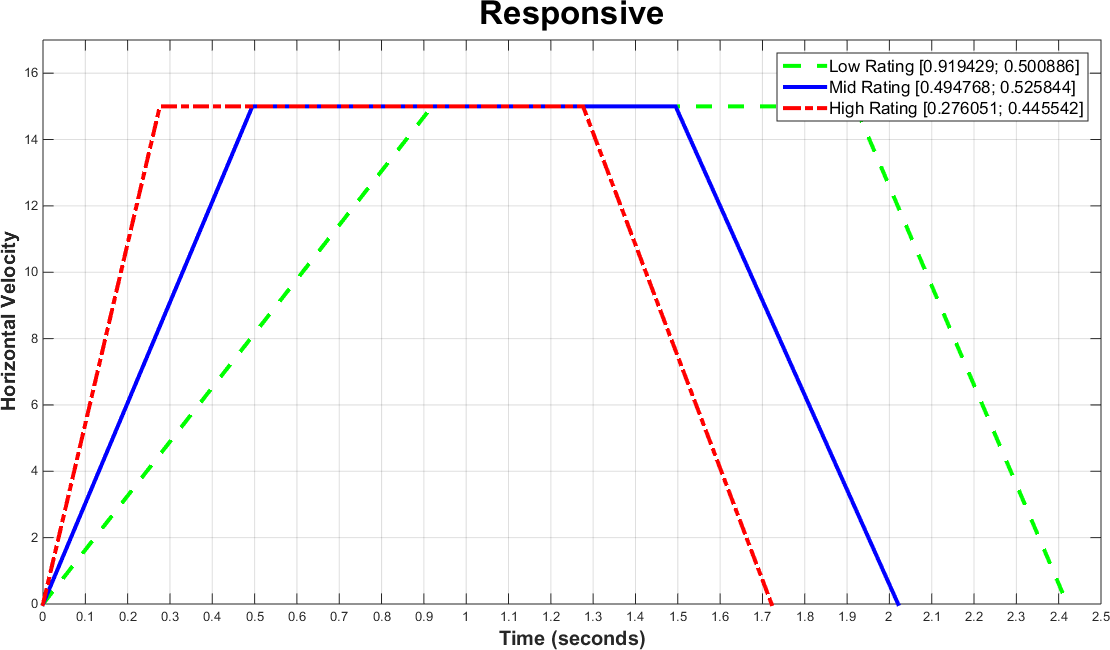 Responsive
Low Rating [0.919429; 0.500886]
Mid Rating [0.494768; 0.525844]
High Rating [0.276051; 0.445542]
Horizontal Velocity
16
14
12
10
8
6
4
2
0
0 0.1 0.2 0.3 0.4 0.5 0.6 0.7 0.8 0.9 1 1.1 1.2 1.3 1.4 1.5 1.6 1.7 1.8 1.9 2 2.1 2.2 2.3 2.4 2.5
Time (seconds)